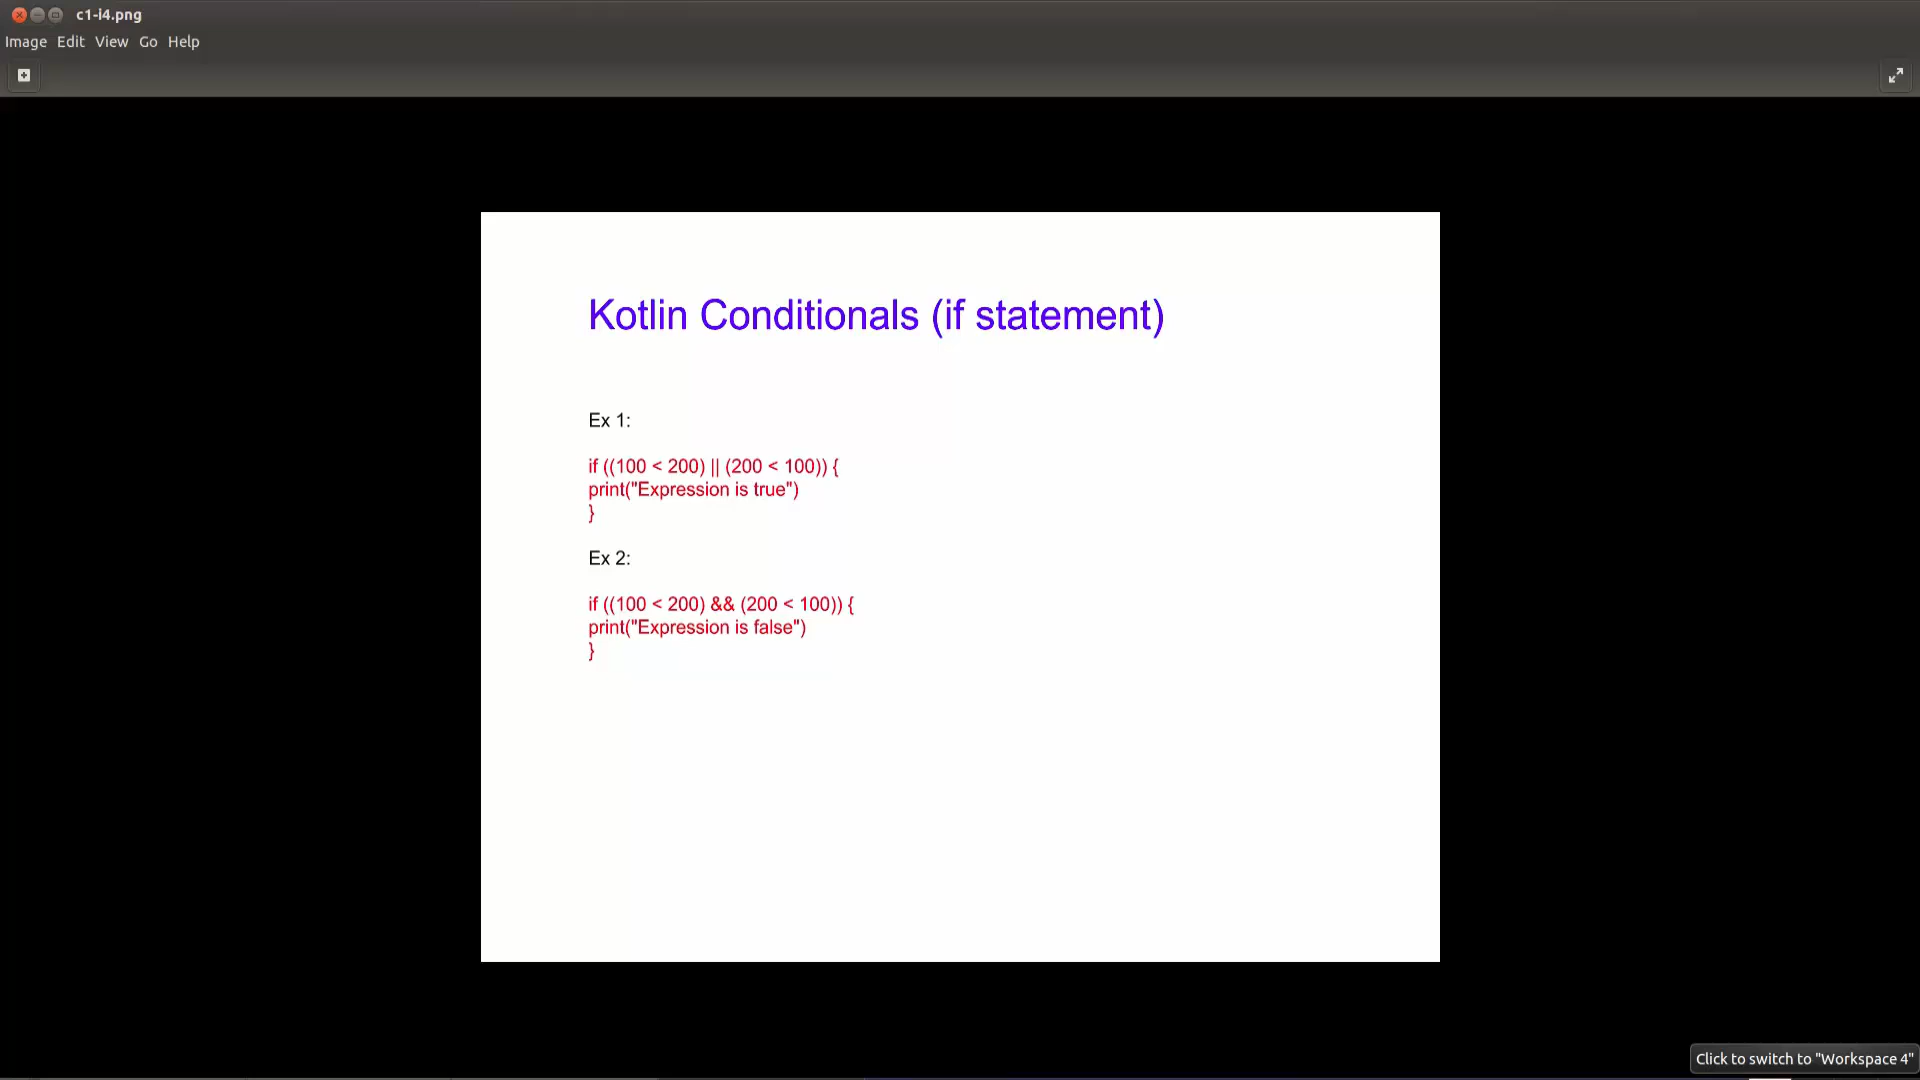 c1-i4.png
Image Edit View Go Help
Kotlin Conditionals (if statement)
Ex 1:
if ((100 < 200) || (200 < 100)) {
print("Expression is true")
}
Ex 2:
if ((100 < 200) && (200 < 100)) {
print("Expression is false")
}
Click to switch to "Workspace 4"